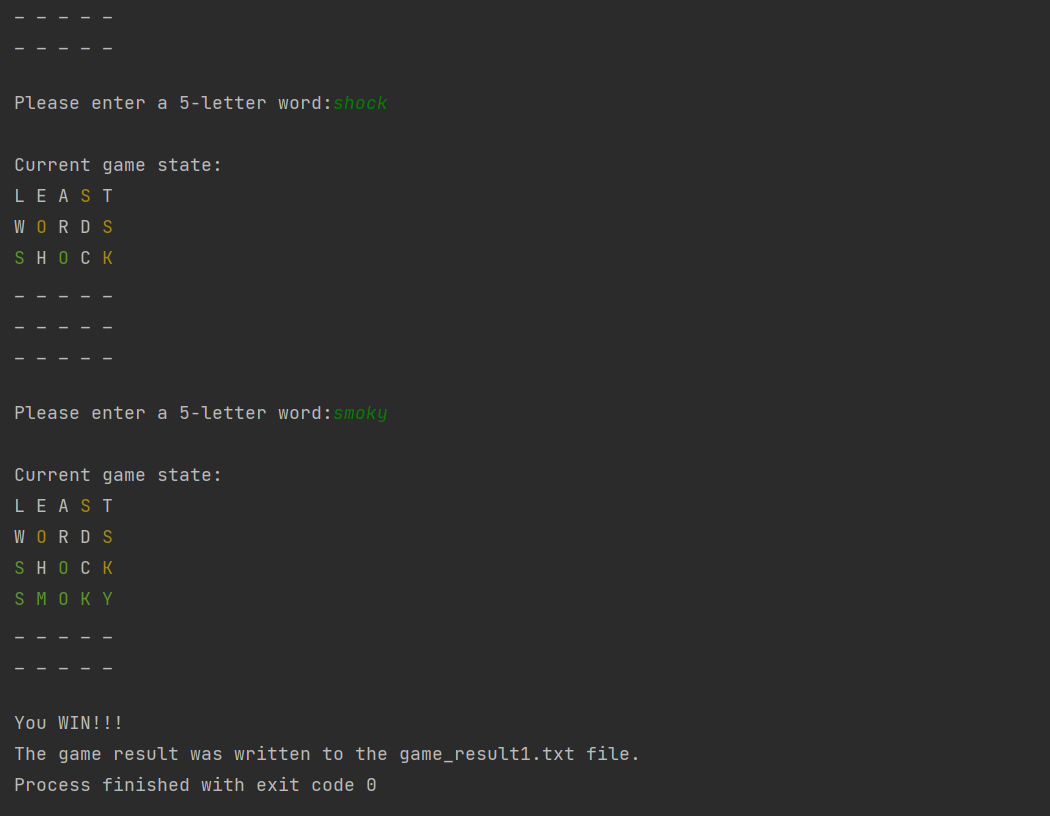 _ _ _ _ _
_ _ _ _ _
Please enter a 5-letter word:shock
Current game state:
L E A S T
W O R D S
S H O C K
_ _ _ _ _
_ _ _ _ _
_ _ _ _ _
Please enter a 5-letter word:smoky
Current game state:
L E A S T
W O R D S
S H O C K
S M O K Y
_ _ _ _ _
_ _ _ _ _
You WIN!!!
The game result was written to the game_result1.txt file.
Process finished with exit code 0